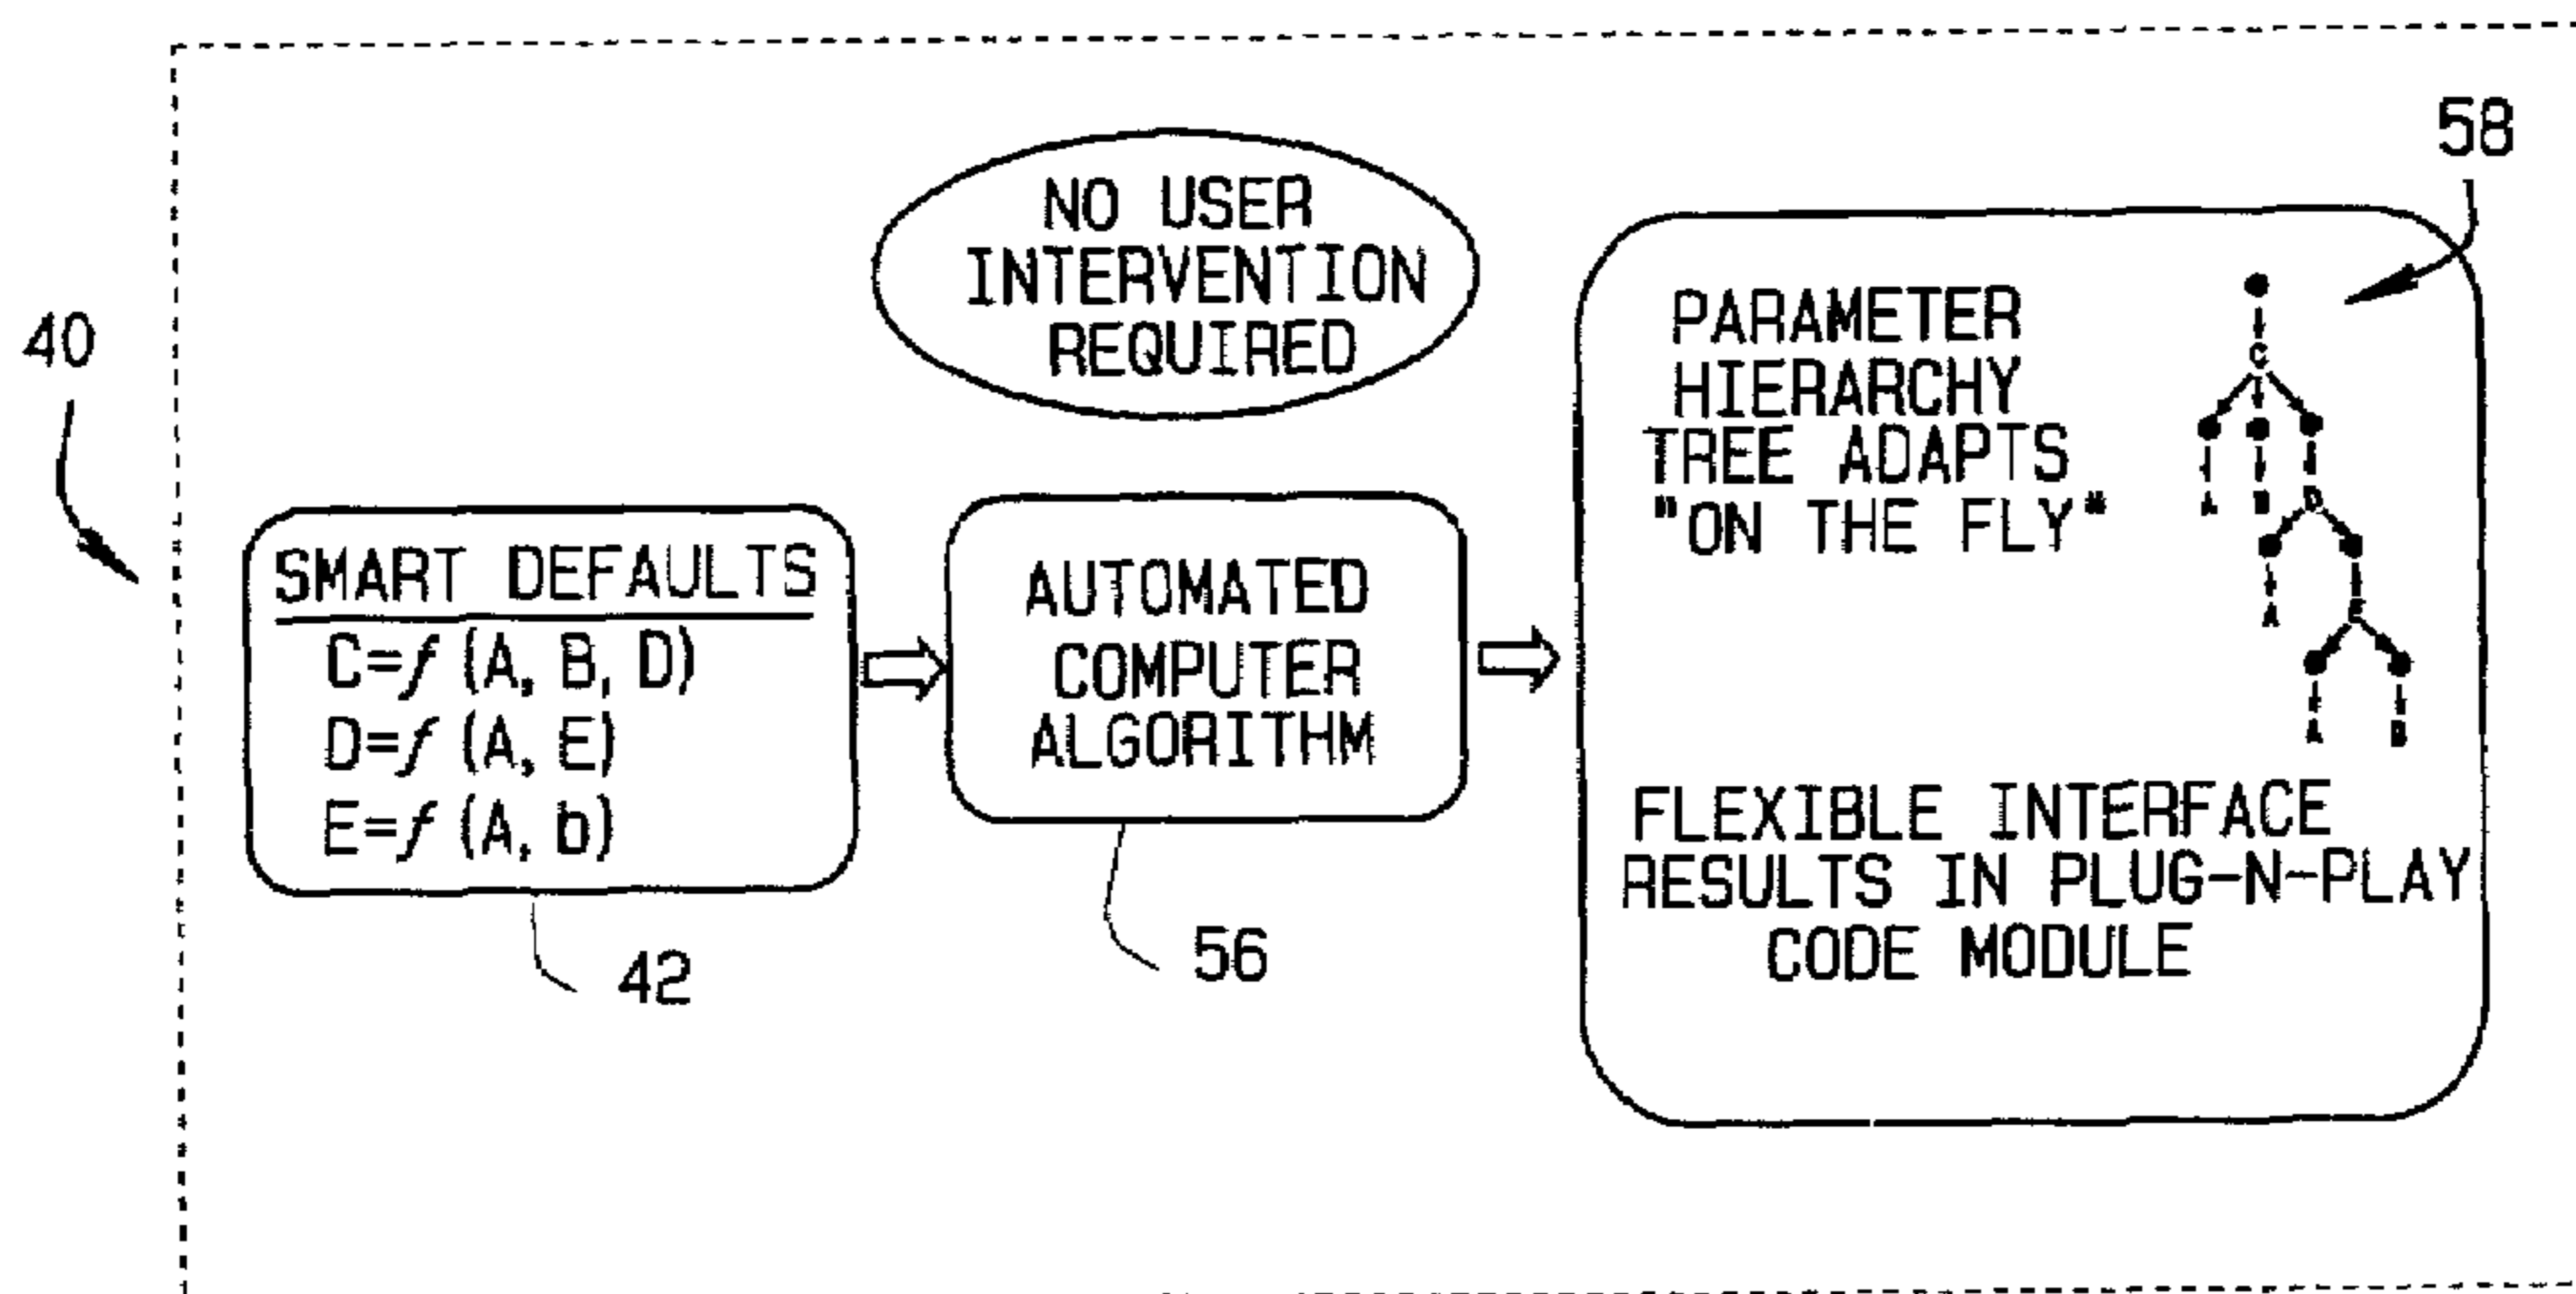 58
NO USER
INTERVENTION
REQUIRED
40
PARAMETER
HIERARCHY
TREE ADAPTS
"ON THE FLY"
C
A B D
A E
A B
SMART DEFAULTS
C=f (A, B, D)
D=f (A, E)
E=f (A, b)
AUTOMATED
COMPUTER
ALGORITHM
FLEXIBLE INTERFACE
RESULTS IN PLUG-N-PLAY
CODE MODULE
42
56